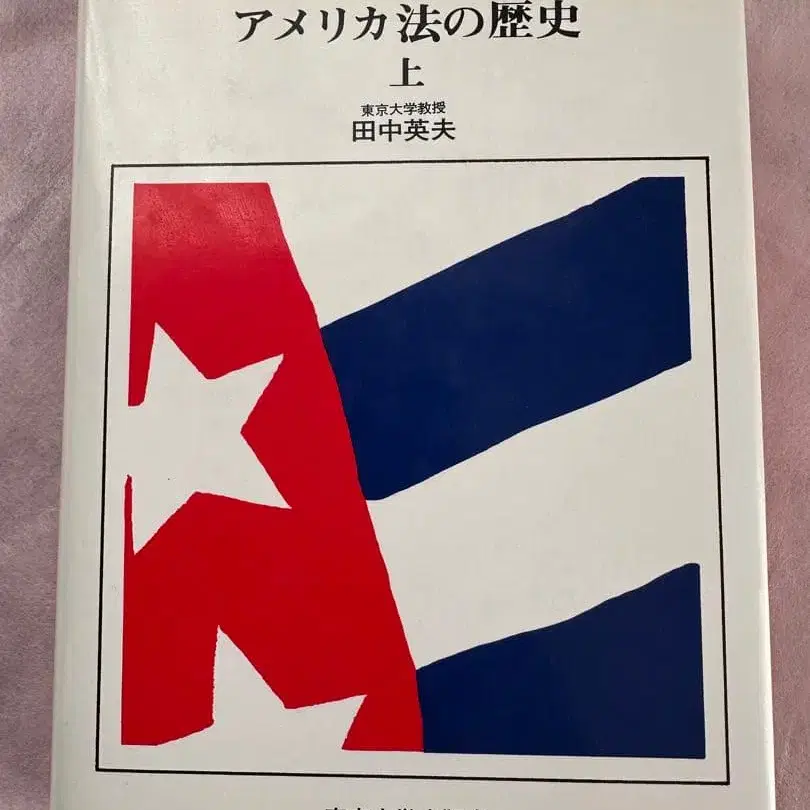 アメリカ法の歴史
上
東京大学教授
田中英夫